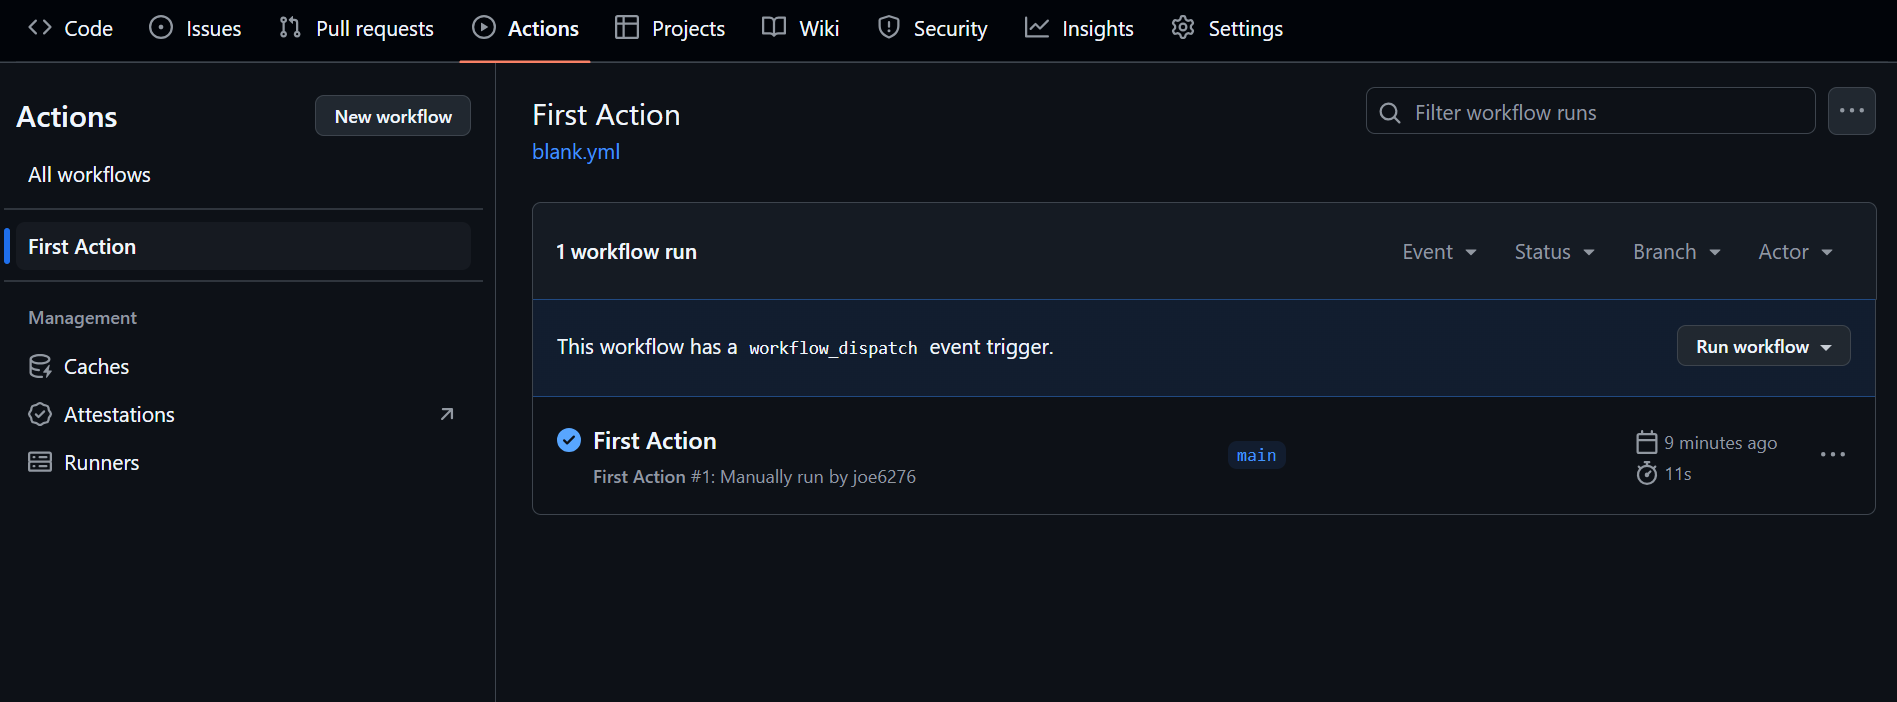 Code Issues Pull requests Actions Projects Wiki Security Insights Settings
Actions
New workflow
All workflows
First Action
Management
Caches
Attestations
Runners
First Action
blank.yml
Filter workflow runs
1 workflow run
Event Status Branch Actor
This workflow has a workflow_dispatch event trigger.
Run workflow
First Action
First Action #1: Manually run by joe6276
main
9 minutes ago
11s